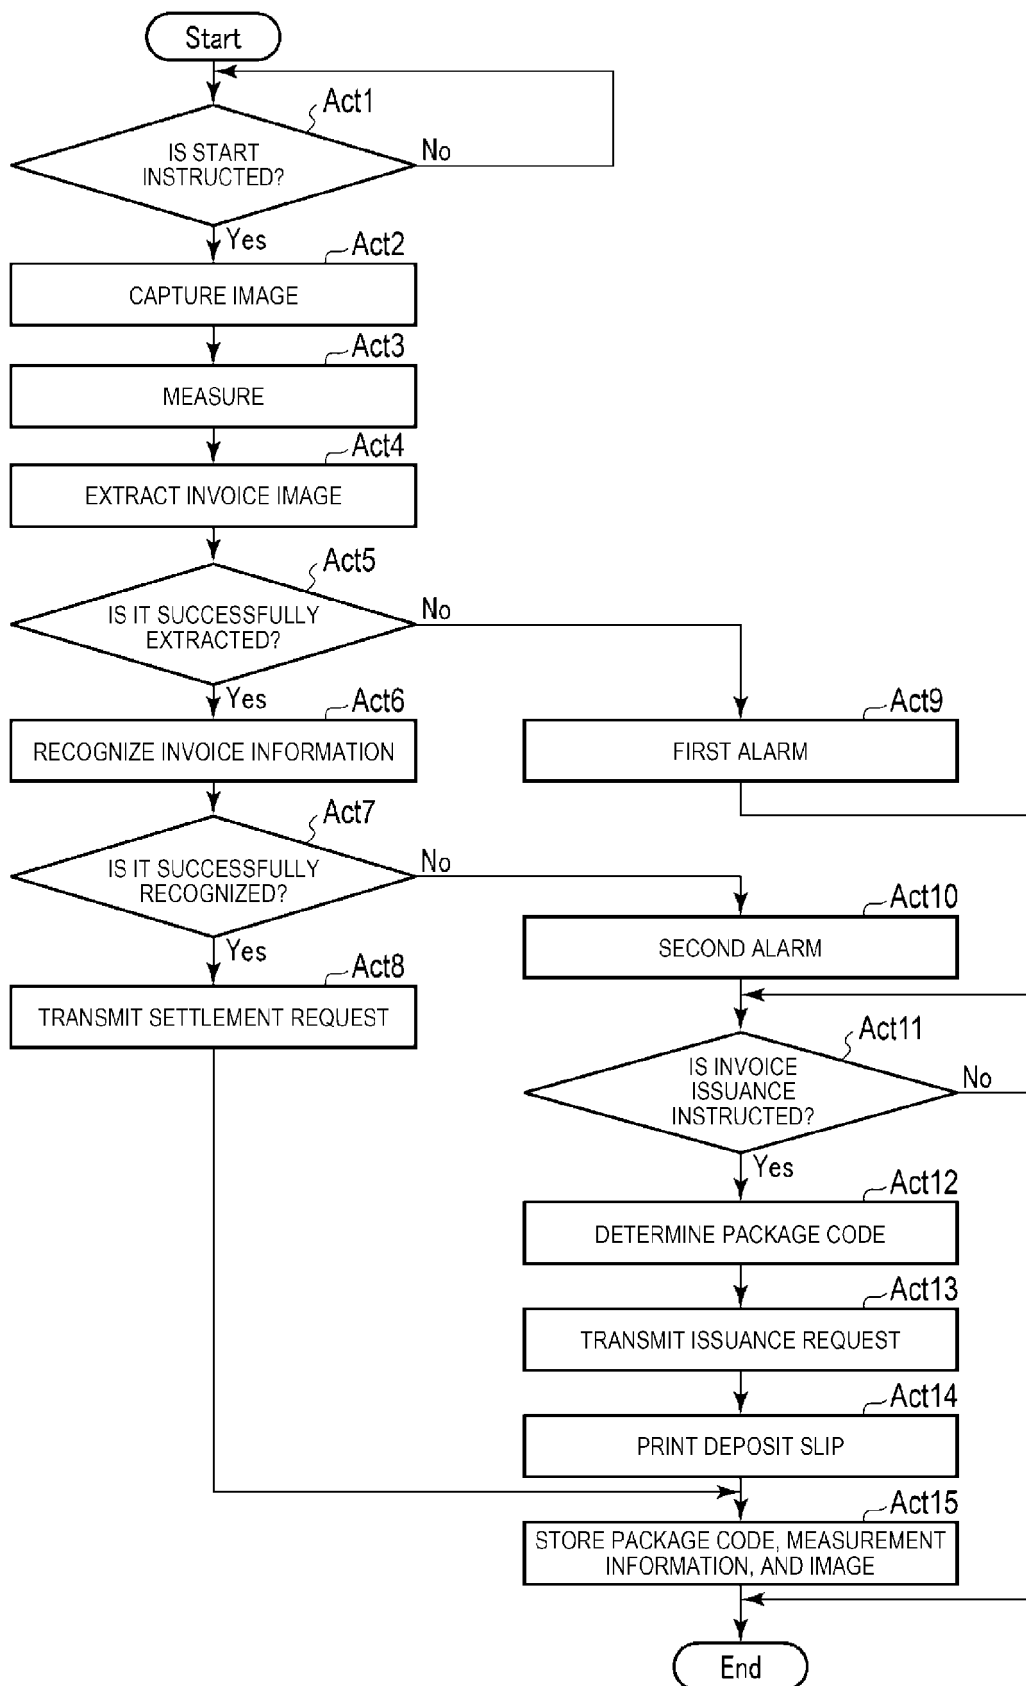 Start
Act1
IS START
INSTRUCTED?
No
Yes
Act2
CAPTURE IMAGE
Act3
MEASURE
Act4
EXTRACT INVOICE IMAGE
Act5
IS IT SUCCESSFULLY
EXTRACTED?
No
Yes
Act6
RECOGNIZE INVOICE INFORMATION
Act9
FIRST ALARM
Act7
IS IT SUCCESSFULLY
RECOGNIZED?
No
Yes
Act10
SECOND ALARM
Act8
TRANSMIT SETTLEMENT REQUEST
Act11
IS INVOICE
ISSUANCE
INSTRUCTED?
No
Yes
Act12
DETERMINE PACKAGE CODE
Act13
TRANSMIT ISSUANCE REQUEST
Act14
PRINT DEPOSIT SLIP
Act15
STORE PACKAGE CODE, MEASUREMENT
INFORMATION, AND IMAGE
End